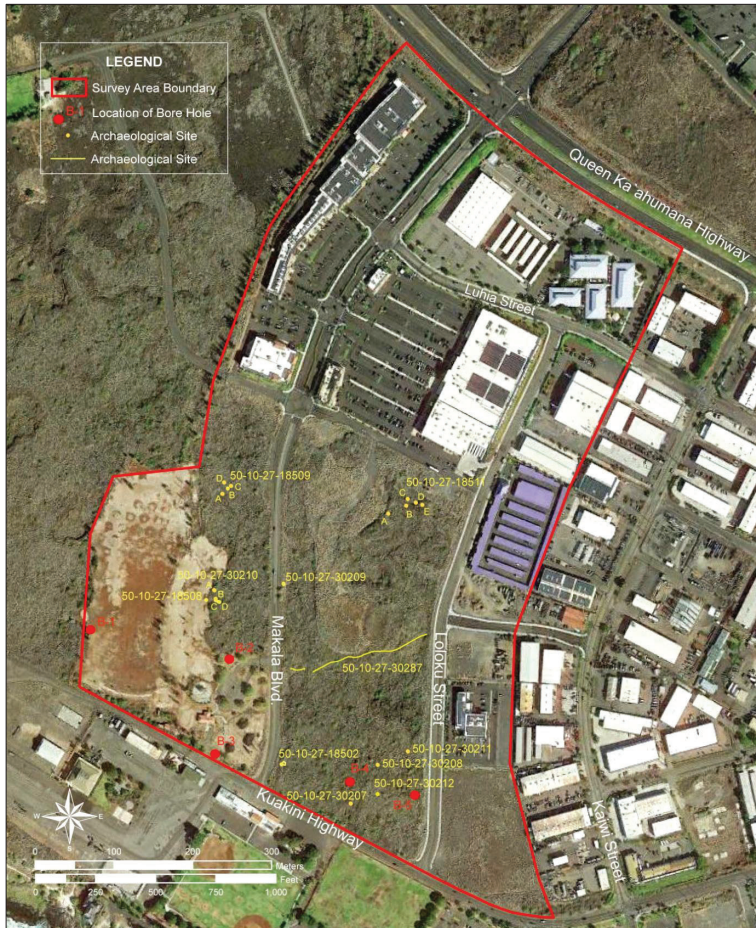 LEGEND
Survey Area Boundary
B-1
Location of Bore Hole
Archaeological Site
Archaeological Site
Queen Ka`ahumana Highway
Luhia Street
50-10-27-18509
D
C
B
A
50-10-27-18511
C
D
B
E
A
50-10-27-30210
50-10-27-30209
50-10-27-18508
B
C
D
B-1
B-2
Makala Blvd
50-10-27-30287
Loloku Street
B-3
50-10-27-18502
50-10-27-30211
50-10-27-30208
B-4
50-10-27-30212
50-10-27-30207
B-5
Kuakini Highway
Kaiwi Street
W
E
S
0 100 200 300
Meters
Feet
0 250 500 750 1,000